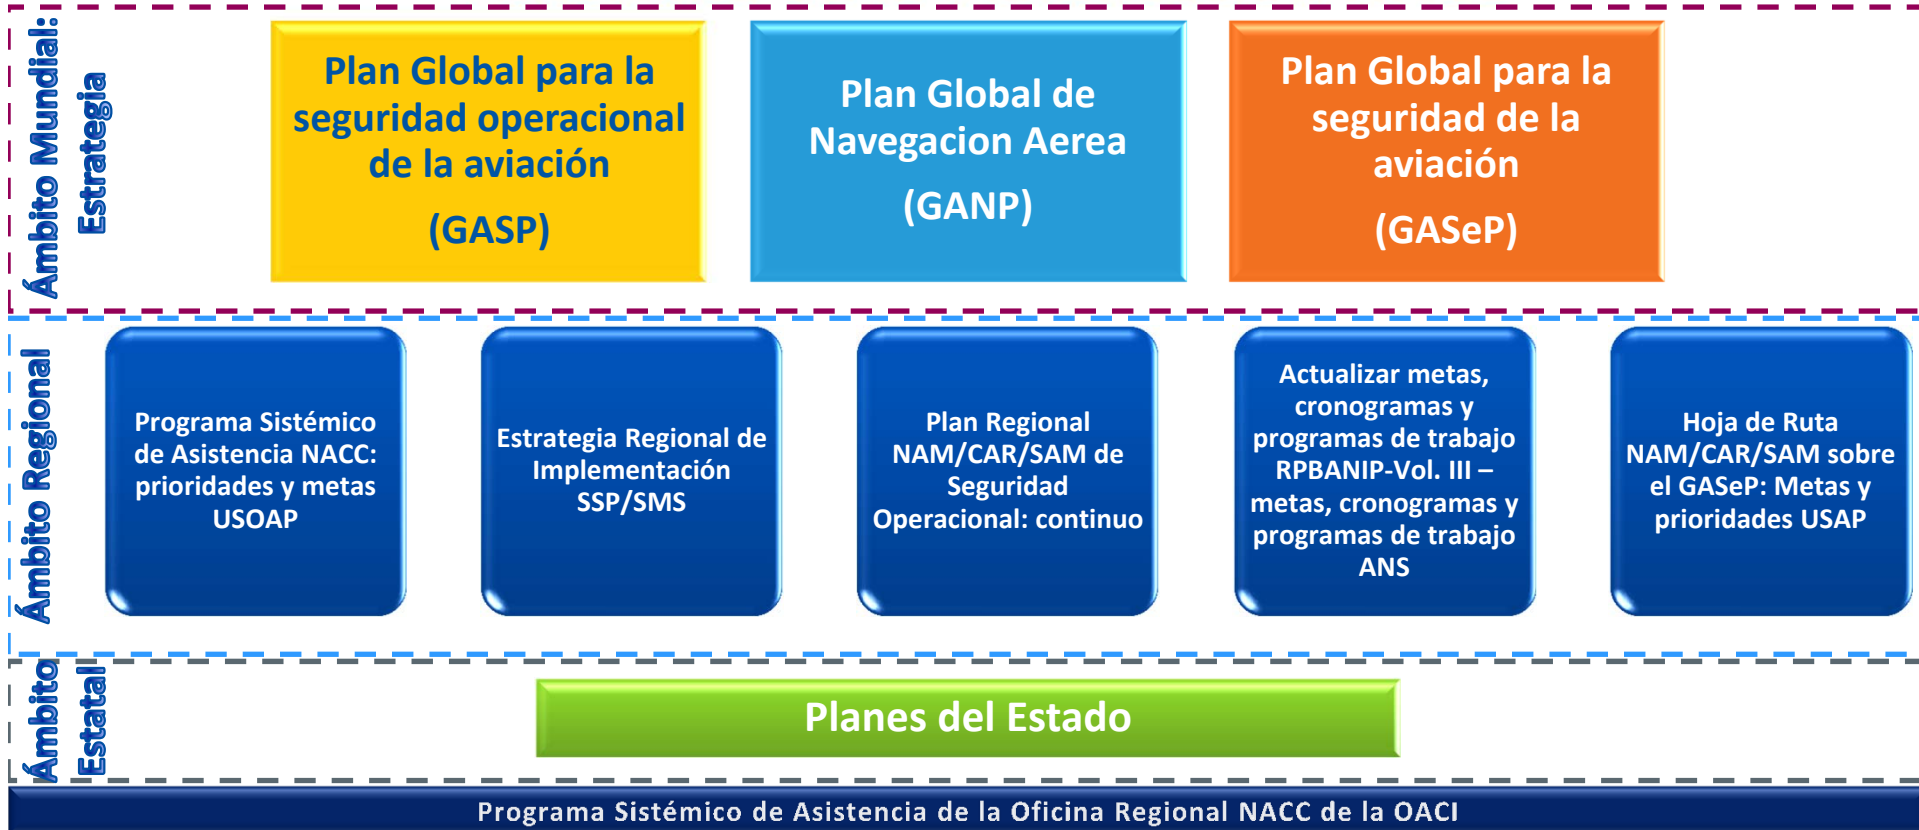 Ámbito Mundial:
Estrategia
Plan Global para la
seguridad operacional
de la aviación
(GASP)
Plan Global de
Navegacion Aerea
(GANP)
Plan Global para la
seguridad de la
aviación
(GASeP)
Ámbito Regional
Programa Sistémico
de Asistencia NACC:
prioridades y metas
USOAP
Estrategia Regional de
Implementación
SSP/SMS
Plan Regional
NAM/CAR/SAM de
Seguridad
Operacional: continuo
Actualizar metas,
cronogramas y
programas de trabajo
RPBANIP-Vol. III –
metas, cronogramas y
programas de trabajo
ANS
Hoja de Ruta
NAM/CAR/SAM sobre
el GASeP: Metas y
prioridades USAP
Ámbito
Estatal
Planes del Estado
Programa Sistémico de Asistencia de la Oficina Regional NACC de la OACI